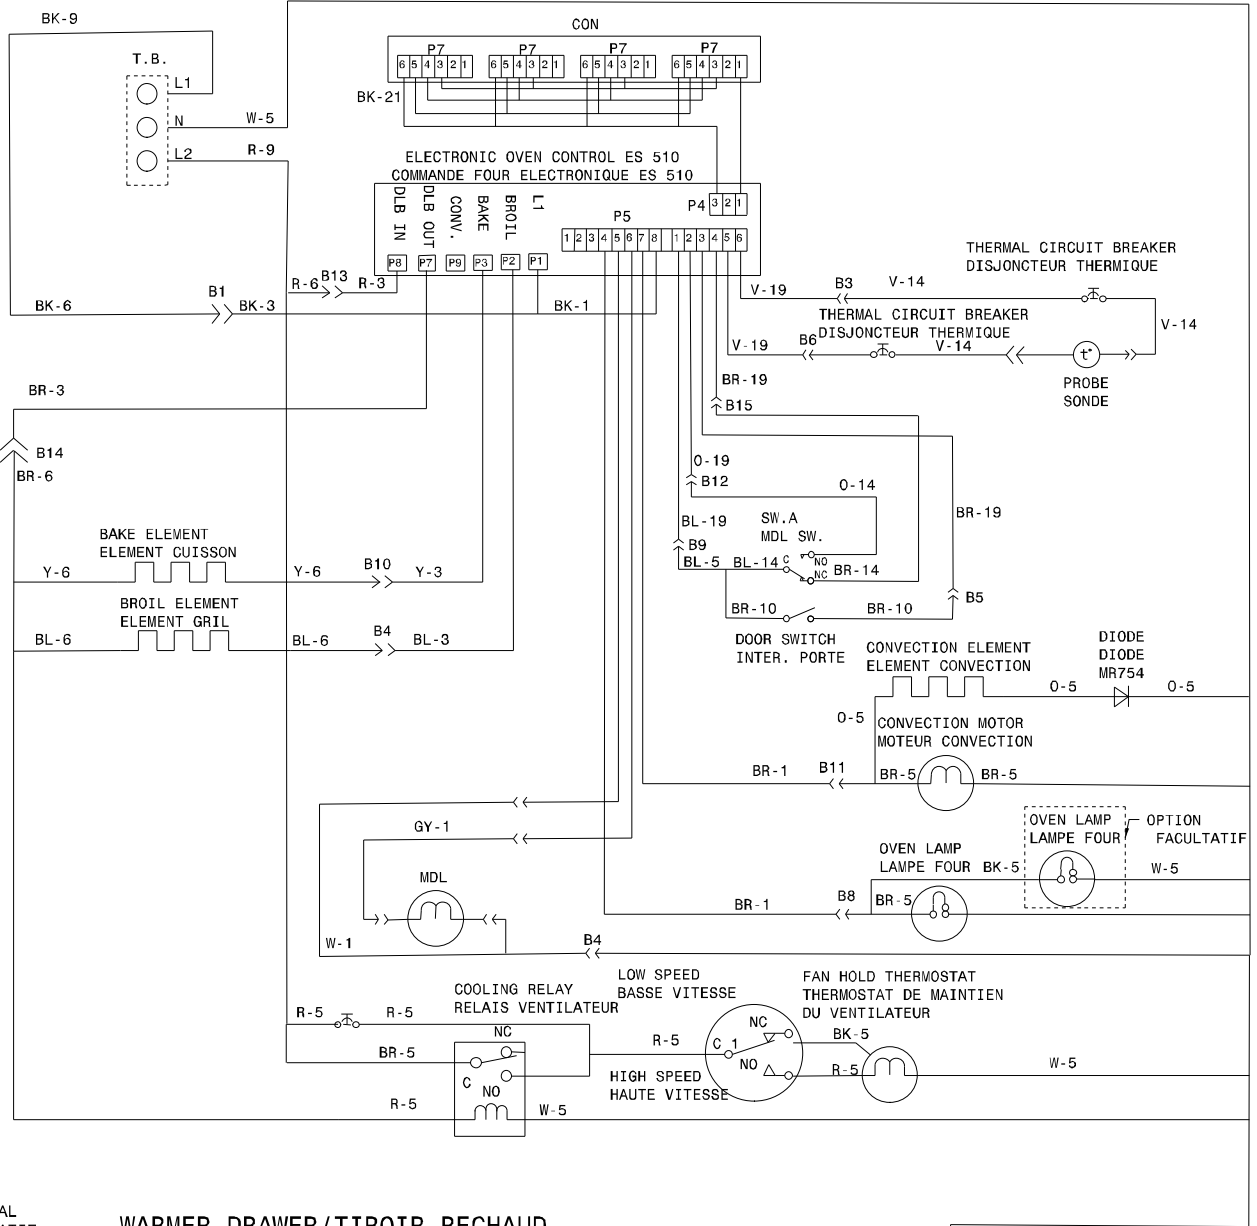 BK-9
CON
T.B.
P7 P7 P7 P7
L1
6 5 4 3 2 1 6 5 4 3 2 1 6 5 4 3 2 1 6 5 4 3 2 1
BK-21
N W-5
L2 R-9
ELECTRONIC OVEN CONTROL ES 510
COMMANDE FOUR ELECTRONIQUE ES 510
DLB IN DLB OUT CONV. BAKE BROIL L1
P4 3 2 1
P5
1 2 3 4 5 6 7 8 1 2 3 4 5 6
P8 P7 P9 P3 P2 P1
R-6 B13 R-3
THERMAL CIRCUIT BREAKER
DISJONCTEUR THERMIQUE
V-19 B3 V-14
BK-6 B1 BK-3 BK-1
THERMAL CIRCUIT BREAKER
DISJONCTEUR THERMIQUE
V-14
V-19 B6 V-14
t°
PROBE
SONDE
BR-3
BR-19
B15
B14
BR-6
O-19
B12
O-14
BR-19
BL-19
SW.A
MDL SW.
B9
BL-5 BL-14 C NO
NC BR-14
BAKE ELEMENT
ELEMENT CUISSON
Y-6 Y-6 B10 Y-3
BROIL ELEMENT
ELEMENT GRIL
BL-6 BL-6 B4 BL-3
BR-10 BR-10 B5
DOOR SWITCH
INTER. PORTE
CONVECTION ELEMENT
ELEMENT CONVECTION
DIODE
DIODE
MR754
O-5 O-5
O-5
CONVECTION MOTOR
MOTEUR CONVECTION
BR-1 B11 BR-5 BR-5
GY-1
OVEN LAMP
LAMPE FOUR
OPTION
FACULTATIF
OVEN LAMP
LAMPE FOUR BK-5 W-5
MDL
BR-1 B8 BR-5
W-1 B4
LOW SPEED
BASSE VITESSE
FAN HOLD THERMOSTAT
THERMOSTAT DE MAINTIEN
DU VENTILATEUR
COOLING RELAY
RELAIS VENTILATEUR
R-5 R-5
NC
NC
BK-5
BR-5
R-5 C 1
NO
W-5
C
NO
R-5
HIGH SPEED
HAUTE VITESSE
R-5 W-5
AL
WARMER DRAWER/TIROIR RECHAUD